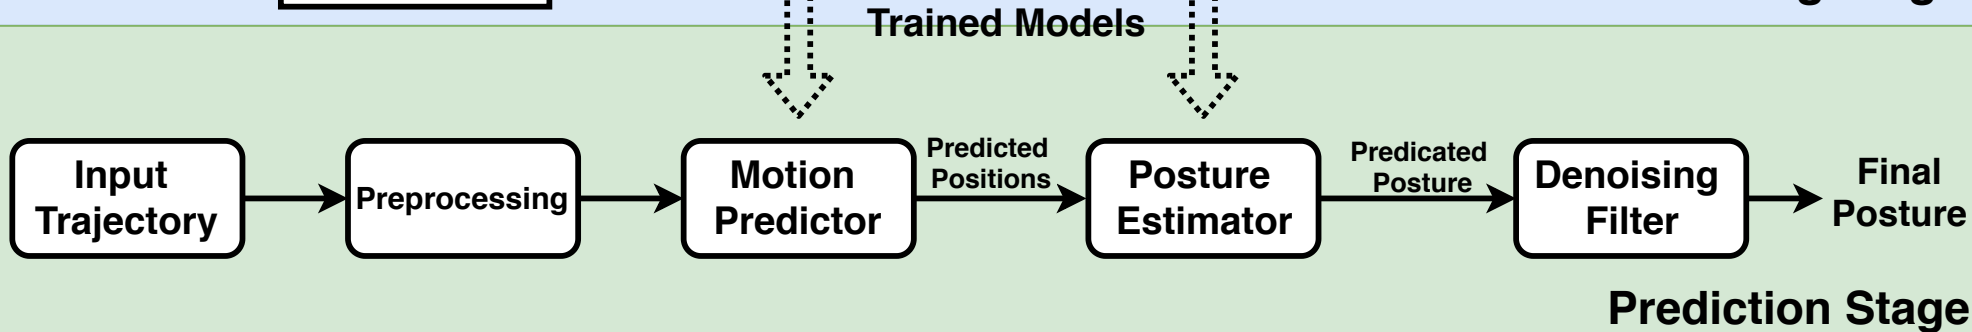 Trained Models
Input
Trajectory
Preprocessing
Motion
Predictor
Predicted
Positions
Posture
Estimator
Predicated
Posture
Denoising
Filter
Final
Posture
Prediction Stage